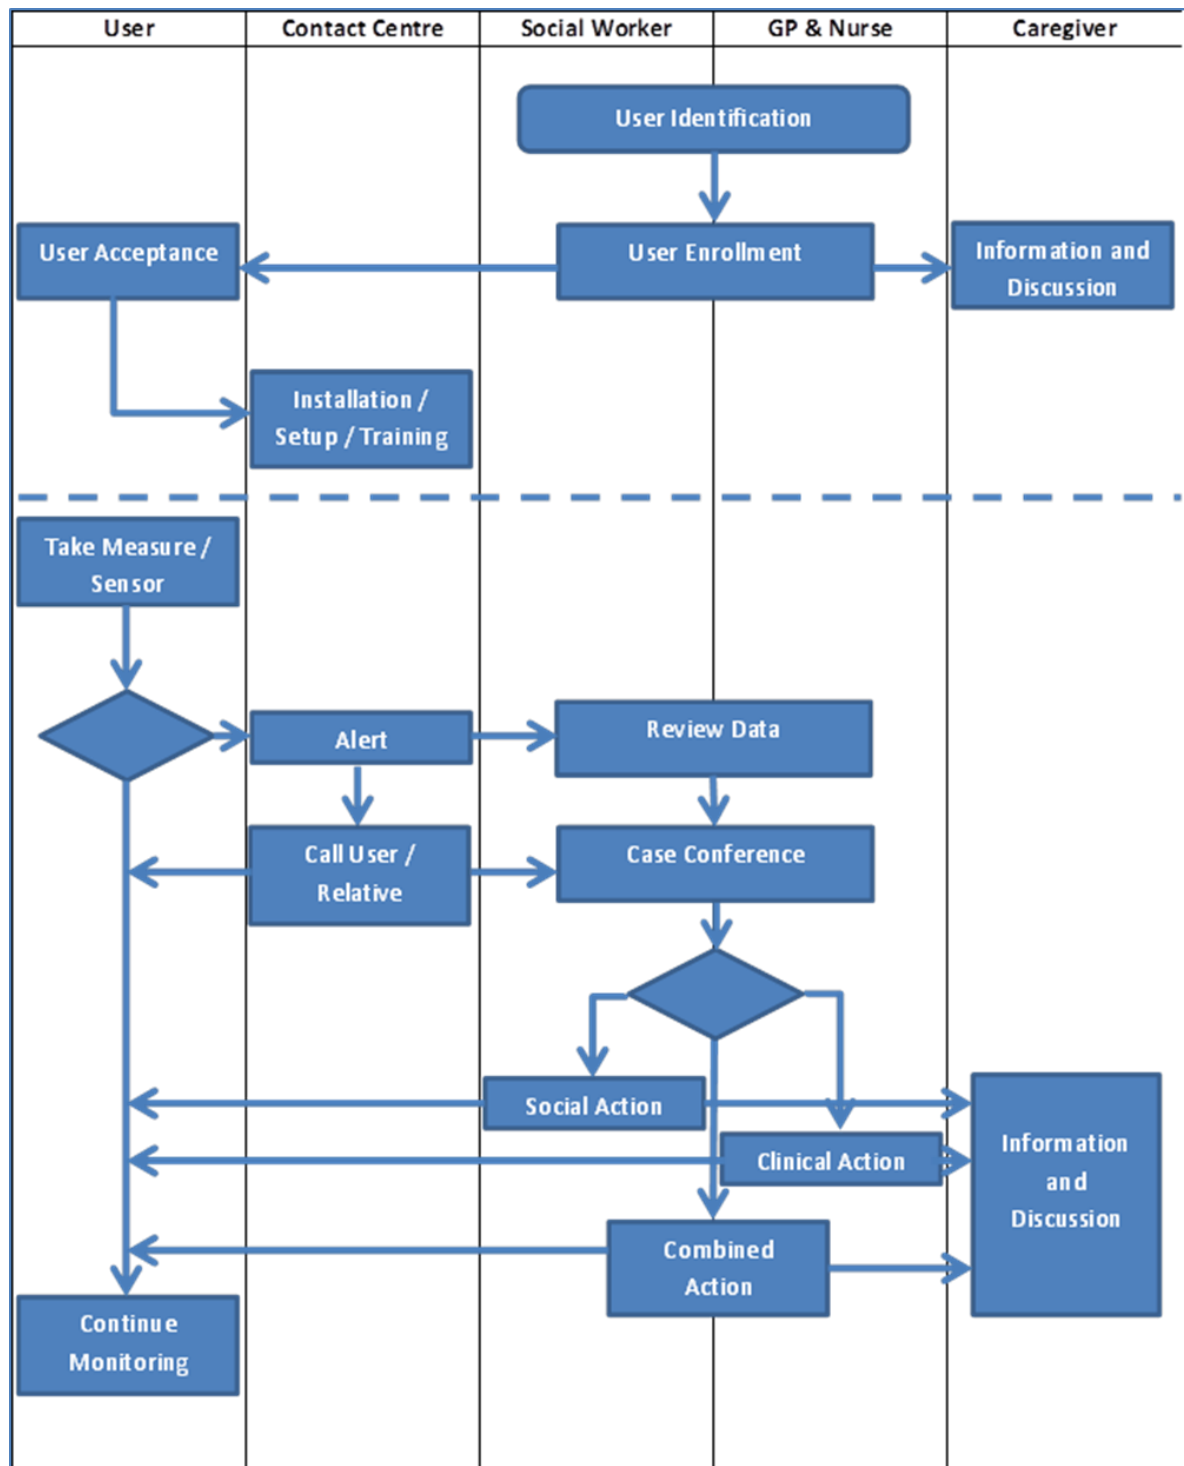 User
Contact Centre
Social Worker
GP & Nurse
Caregiver
User Identification
User Acceptance
User Enrollment
Information and
Discussion
Installation /
Setup / Training
Take Measure /
Sensor
Alert
Review Data
Call User /
Relative
Case Conference
Social Action
Clinical Action
Information
and
Discussion
Combined
Action
Continue
Monitoring